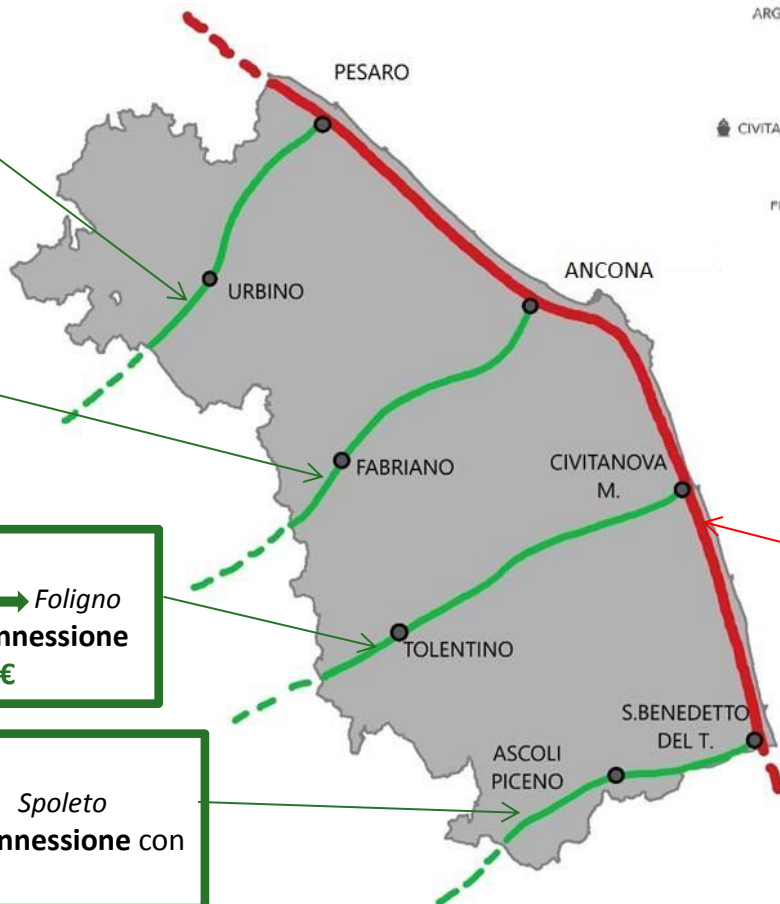 ARG
PESARO
CIVITA
URBINO
ANCONA
FABRIANO
CIVITANOVA
M.
Foligno
nnessione
€
TOLENTINO
S.BENEDETTO
DEL T.
ASCOLI
PICENO
Spoleto
nnessione con